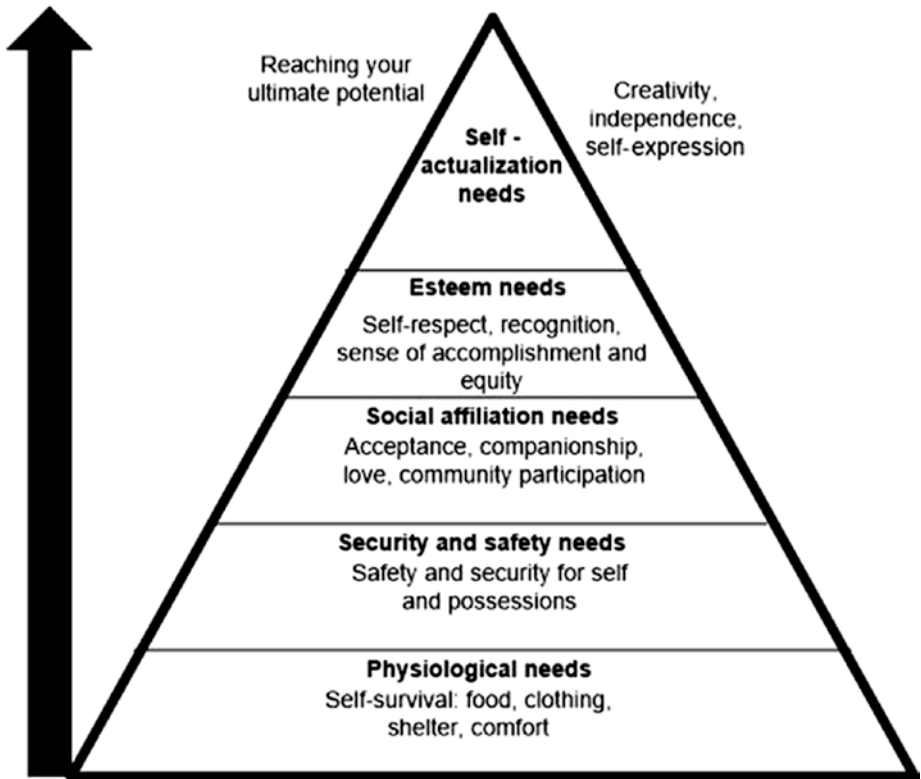 Reaching your
ultimate potential
Creativity,
independence,
self-expression
Self -
actualization
needs
Esteem needs
Self-respect, recognition,
sense of accomplishment and
equity
Social affiliation needs
Acceptance, companionship,
love, community participation
Security and safety needs
Safety and security for self
and possessions
Physiological needs
Self-survival: food, clothing,
shelter, comfort